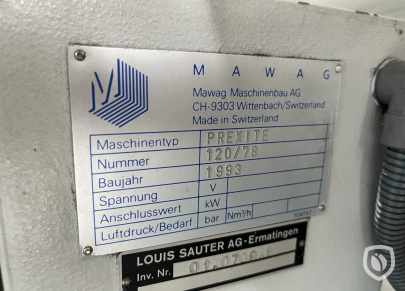 MAWAG
Mawag Maschinenbau AG
CH-9303 Wittenbach/Switzerland
Made in Switzerland
Maschinentyp PREXITE
Nummer 120/78
Baujahr 1993
Spannung V
Anschlusswert kW
Luftdruck/Bedarf bar Nm³/h
LOUIS SAUTER AG-Ermatingen
Inv. Nr.